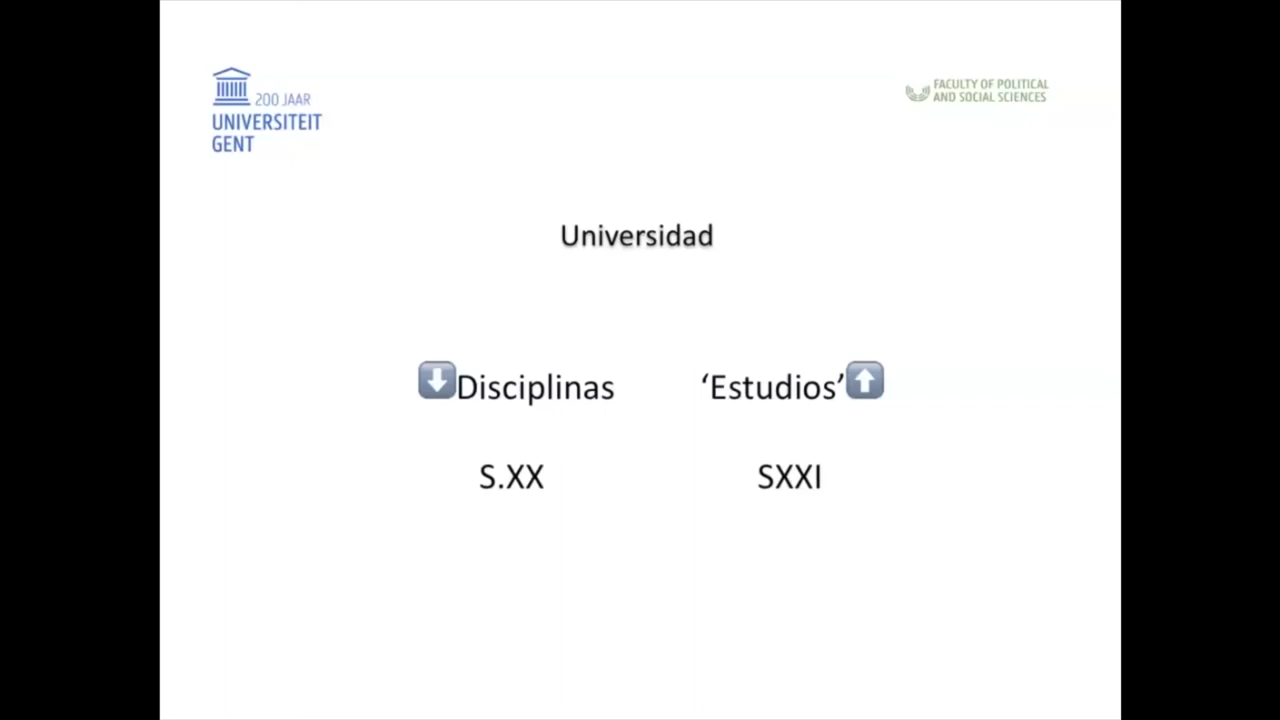 200 JAAR
UNIVERSITEIT
GENT
FACULTY OF POLITICAL
AND SOCIAL SCIENCES
Universidad
⬇Disciplinas ‘Estudios’⬆
S.XX SXXI